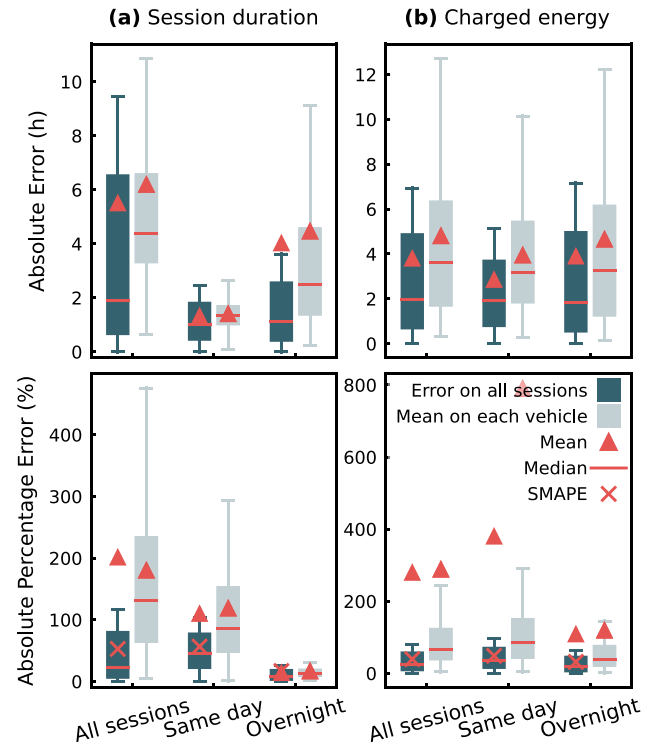 (a) Session duration
(b) Charged energy
Absolute Error (h)
10
8
6
4
2
0
12
10
8
6
4
2
0
Absolute Percentage Error (%)
400
300
200
100
0
800
600
400
200
0
Error on all sessions
Mean on each vehicle
Mean
Median
SMAPE
All sessions
Same day
Overnight
All sessions
Same day
Overnight